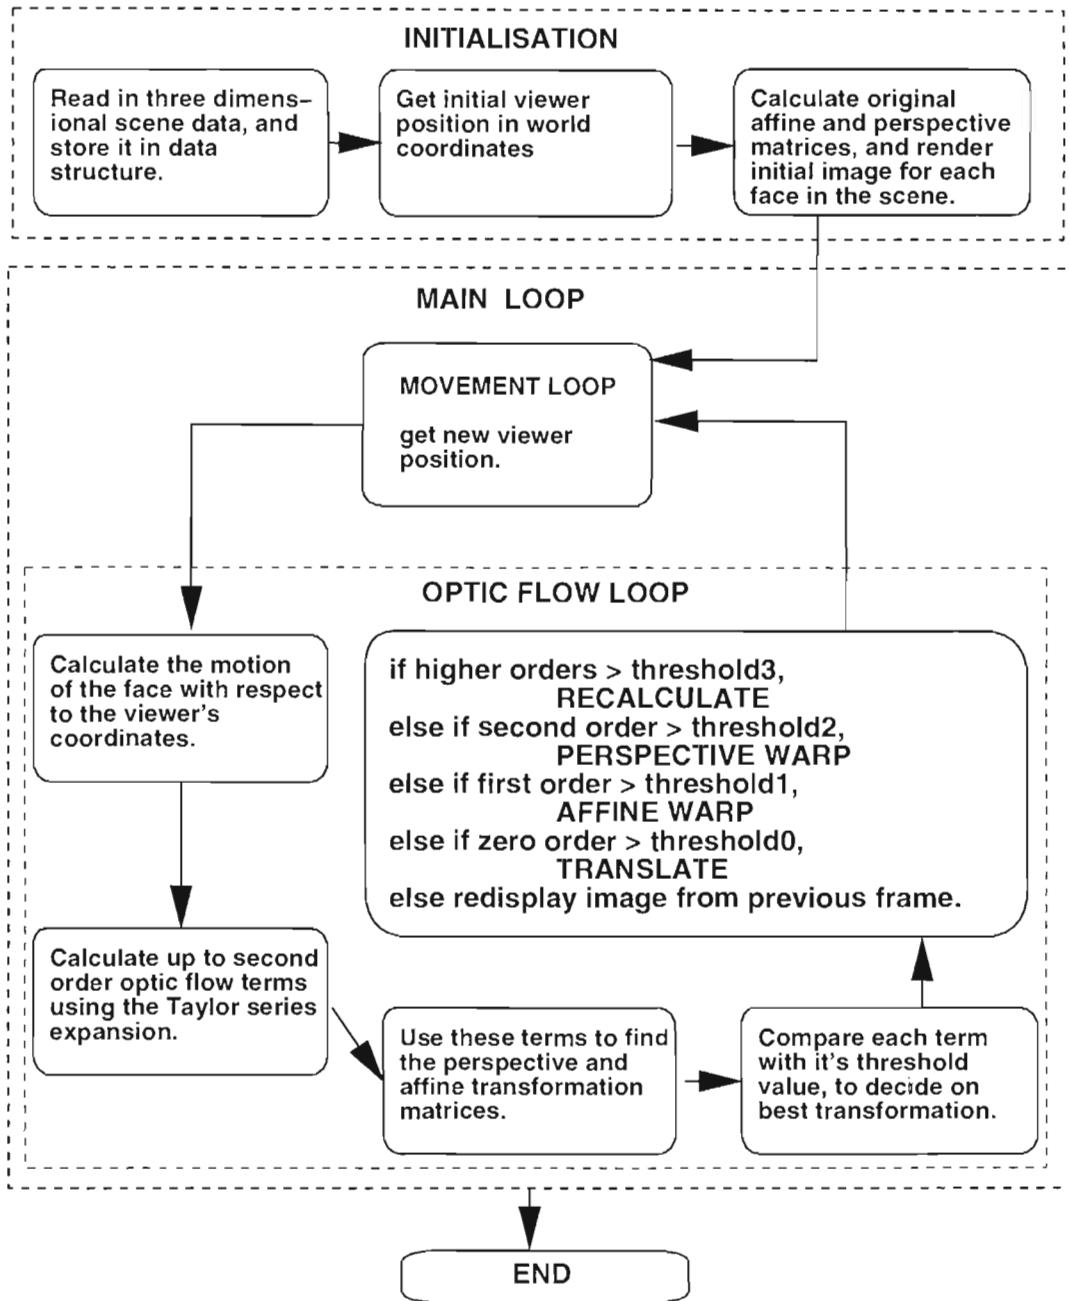 INITIALISATION
Read in three dimens-
ional scene data, and
store it in data
structure.
Get initial viewer
position in world
coordinates
Calculate original
affine and perspective
matrices, and render
initial image for each
face in the scene.
MAIN LOOP
MOVEMENT LOOP
get new viewer
position.
OPTIC FLOW LOOP
Calculate the motion
of the face with respect
to the viewer's
coordinates.
Calculate up to second
order optic flow terms
using the Taylor series
expansion.
Use these terms to find
the perspective and
affine transformation
matrices.
Compare each term
with it's threshold
value, to decide on
best transformation.
if higher orders > threshold3,
RECALCULATE
else if second order > threshold2,
PERSPECTIVE WARP
else if first order > threshold1,
AFFINE WARP
else if zero order > threshold0,
TRANSLATE
else redisplay image from previous frame.
END